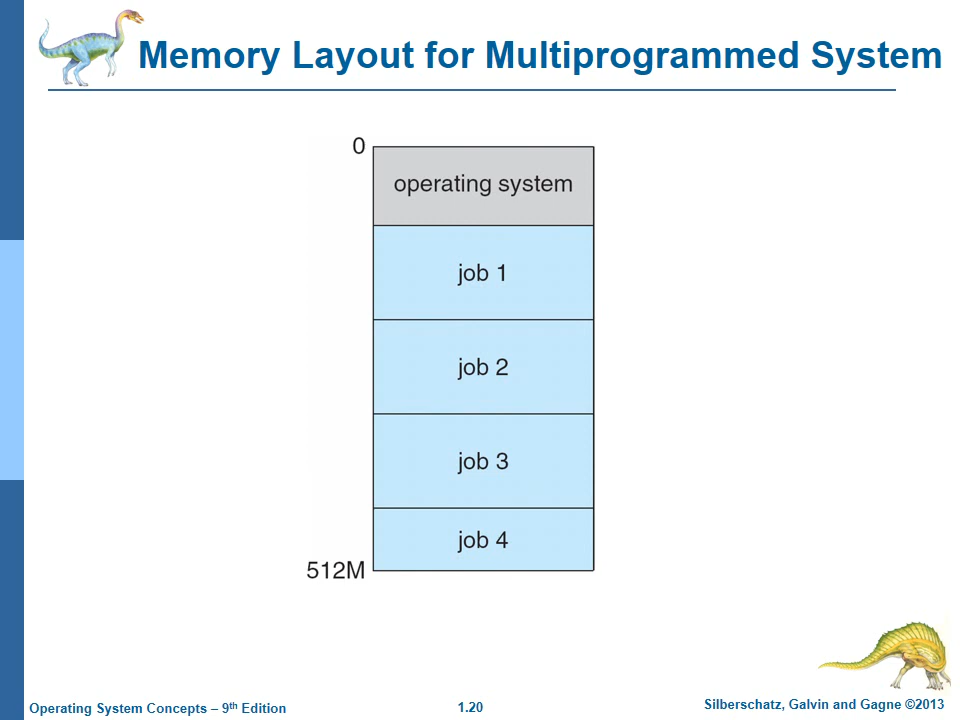 Memory Layout for Multiprogrammed System
0
operating system
job 1
job 2
job 3
job 4
512M
Operating System Concepts – 9th Edition
1.20
Silberschatz, Galvin and Gagne ©2013